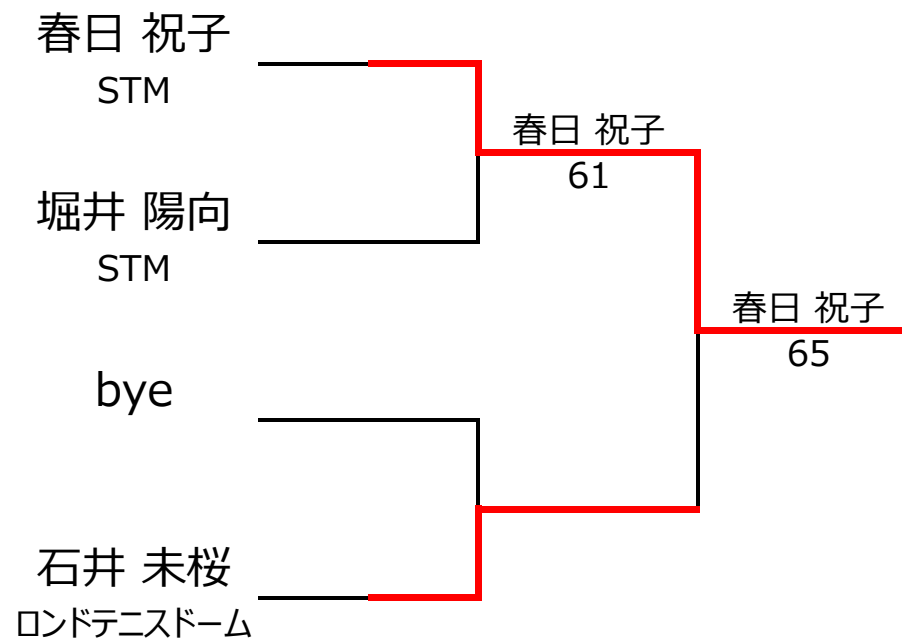 春日 祝子
STM
堀井 陽向
STM
bye
石井 未桜
ロンドテニスドーム
春日 祝子
61
春日 祝子
65